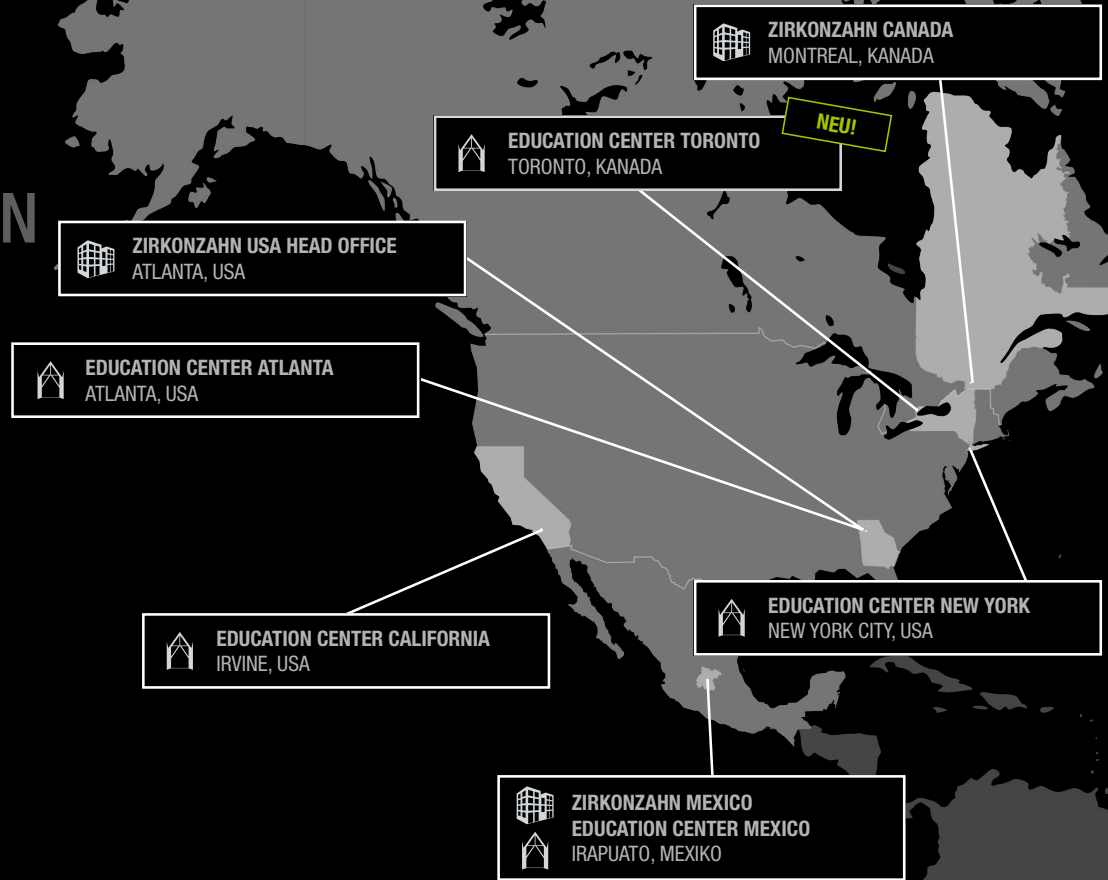 ZIRKONZAHN CANADA
MONTREAL, KANADA
NEU!
EDUCATION CENTER TORONTO
TORONTO, KANADA
N
ZIRKONZAHN USA HEAD OFFICE
ATLANTA, USA
EDUCATION CENTER ATLANTA
ATLANTA, USA
EDUCATION CENTER NEW YORK
NEW YORK CITY, USA
EDUCATION CENTER CALIFORNIA
IRVINE, USA
ZIRKONZAHN MEXICO
EDUCATION CENTER MEXICO
IRAPUATO, MEXIKO